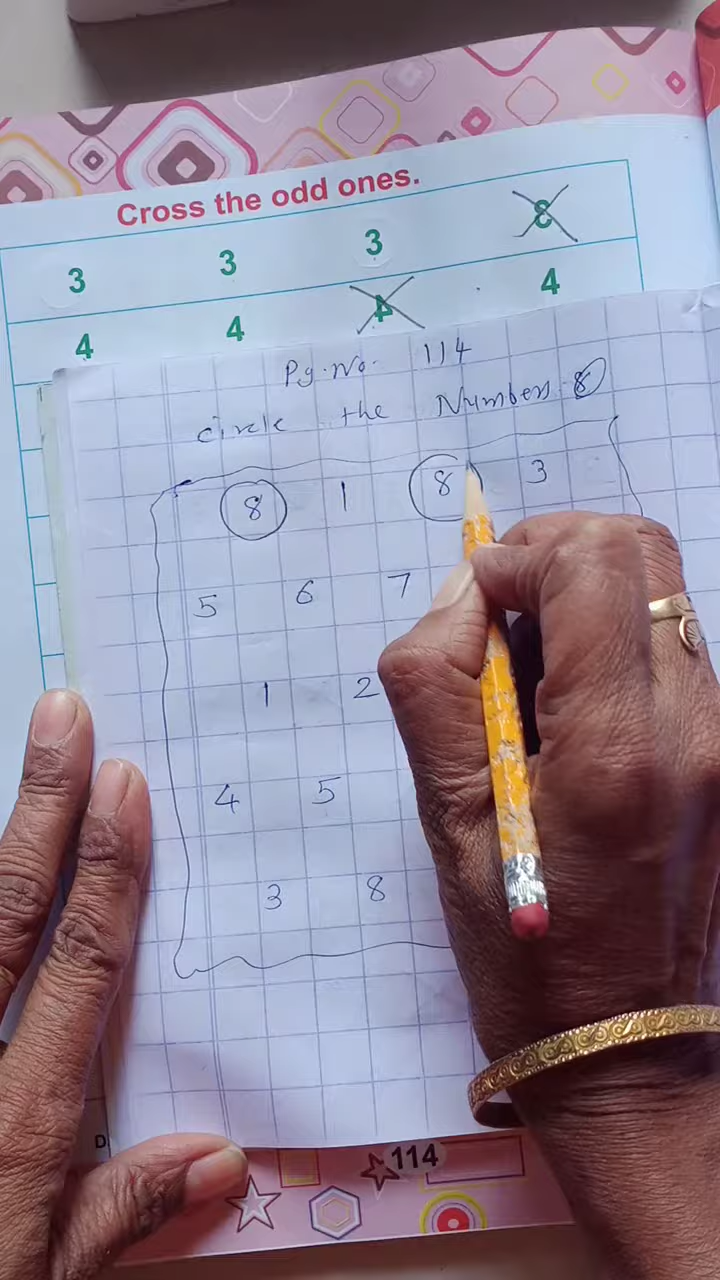 Cross the odd ones.
3 3 3 8
4 4 4 4
Pg.No. 114
circle the Number 8
8 1 8 3
5 6 7
1 2
4 5
3 8
D
114